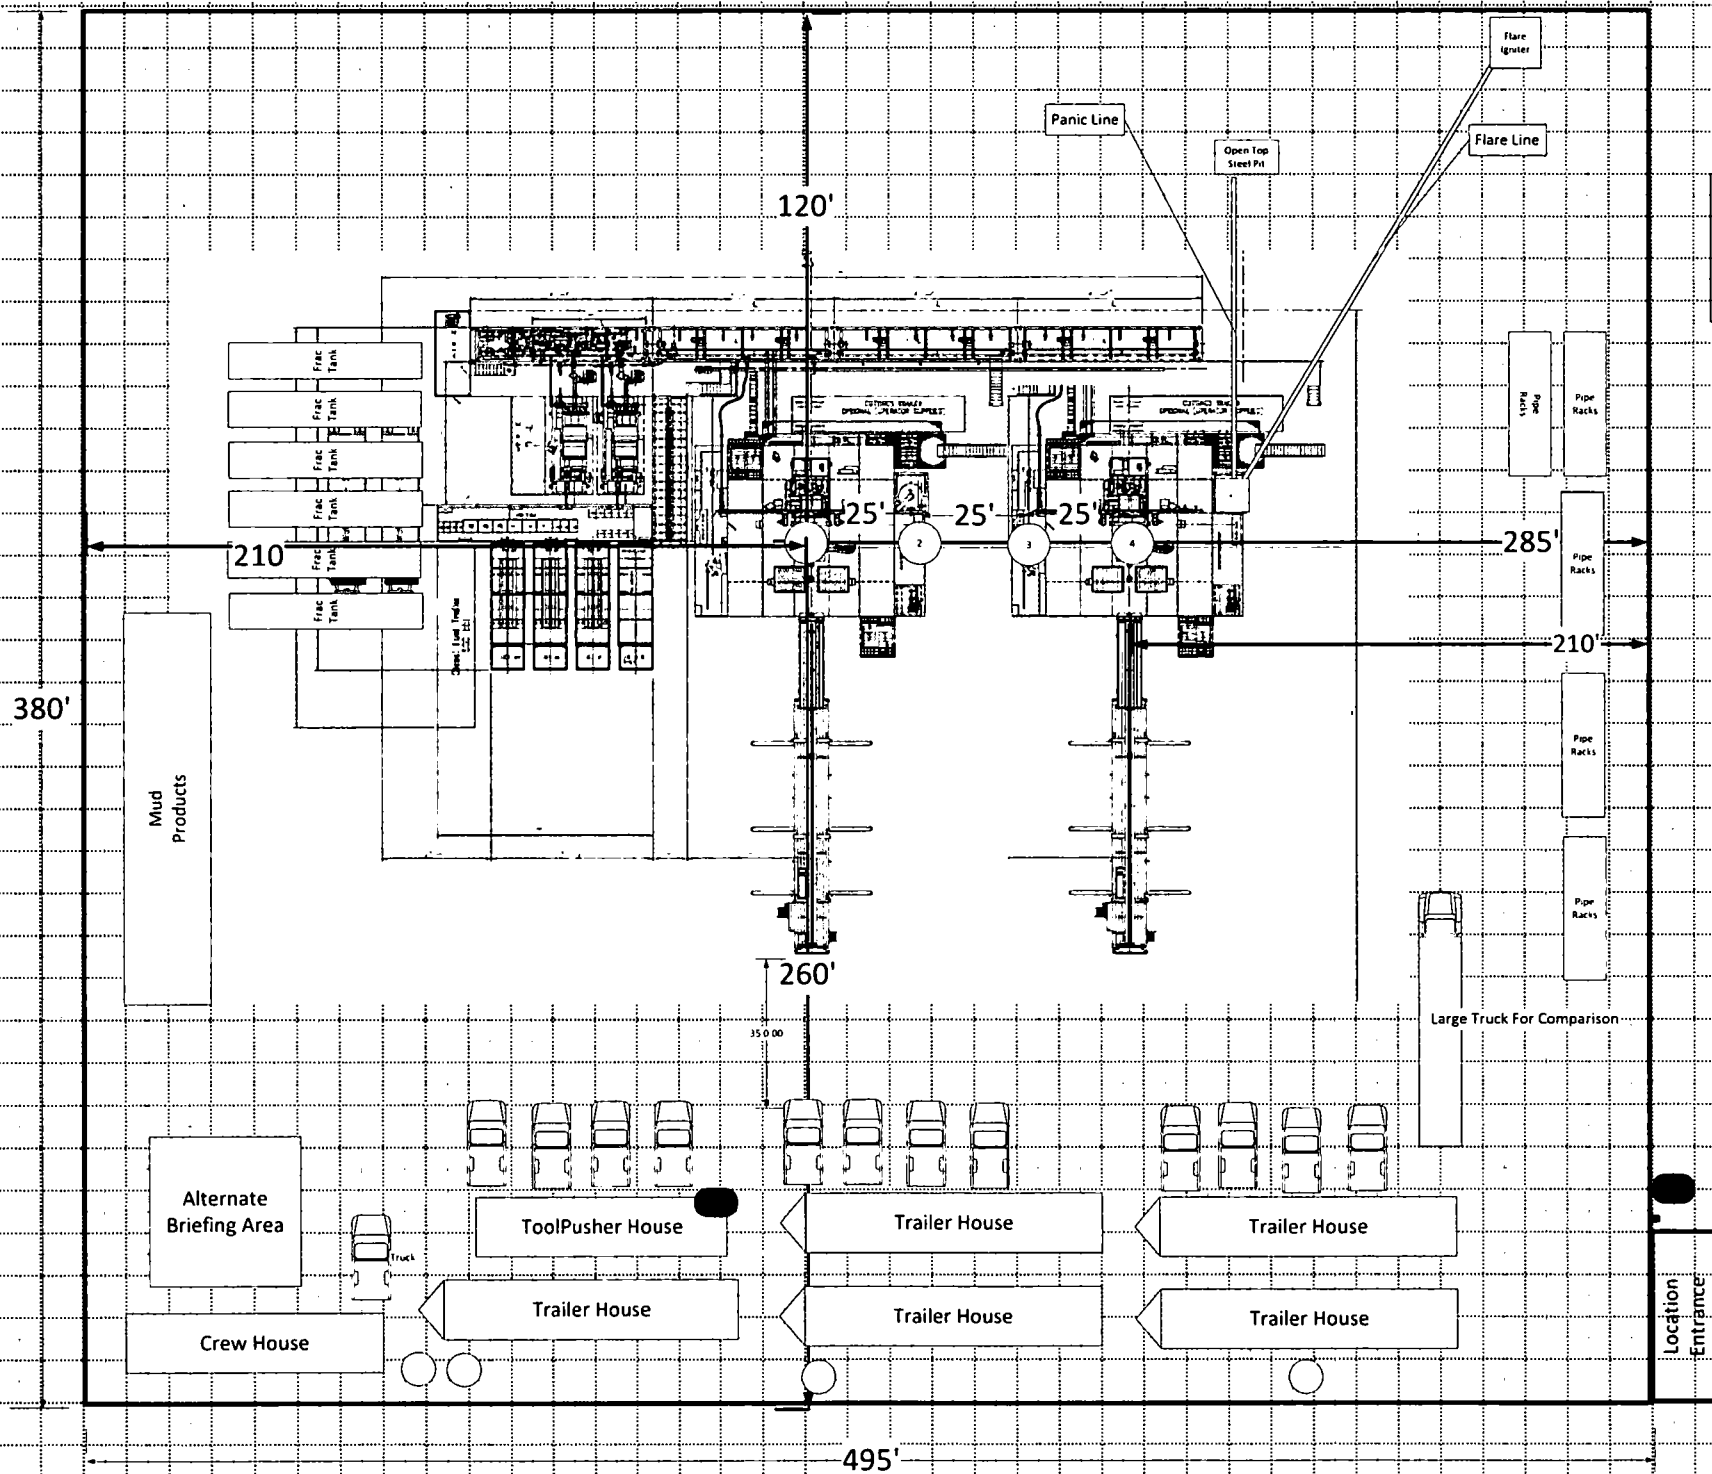 Flare
Igniter
Panic Line
Flare Line
Open Top
Steel Pit
120'
Frac
Tank
Frac
Tank
Frac
Tank
Frac
Tank
Frac
Tank
Frac
Tank
Pipe
Racks
Pipe
Racks
25'
25'
25'
2
3
4
210
285'
Pipe
Racks
210'
380'
Mud
Products
Pipe
Racks
Pipe
Racks
260'
Large Truck For Comparison
Alternate
Briefing Area
Truck
ToolPusher House
Trailer House
Trailer House
Crew House
Trailer House
Trailer House
Trailer House
Location
Entrance
495'